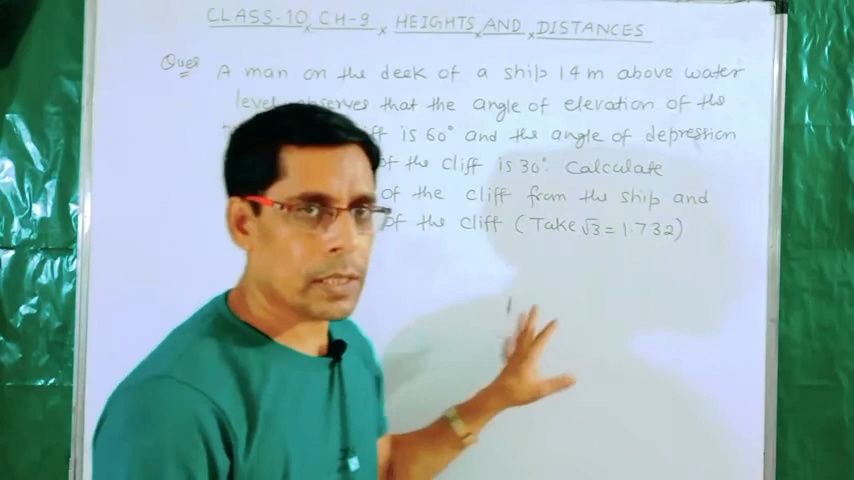 CLASS-10 CH-9 HEIGHTS AND DISTANCES
Ques A man on the deck of a ship 14 m above water
level observes that the angle of elevation of the
is 60° and the angle of depression
of the cliff is 30°. Calculate
of the cliff from the ship and
of the cliff (Take √3 = 1.732)